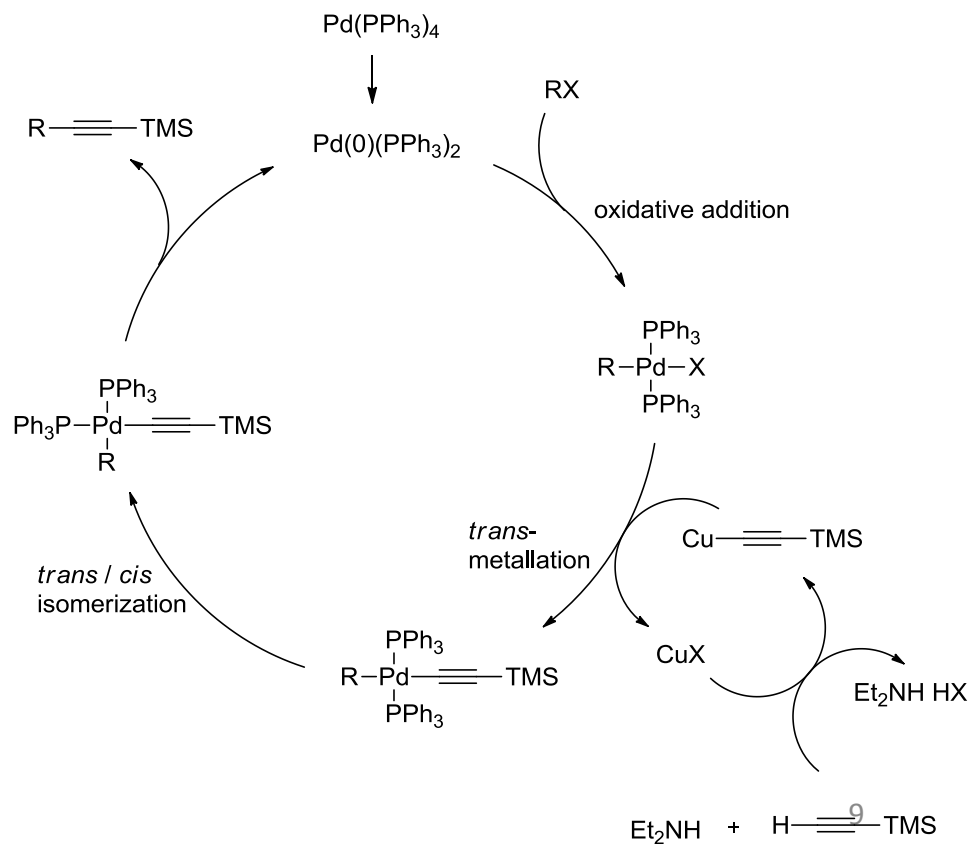 Pd(PPh3)4
RX
R TMS
Pd(0)(PPh3)2
oxidative addition
PPh3
R Pd X
PPh3
PPh3
Ph3P Pd TMS
R
trans-
metallation
Cu TMS
trans / cis
isomerization
PPh3
R Pd TMS
PPh3
CuX
Et2NH HX
Et2NH + H TMS
9